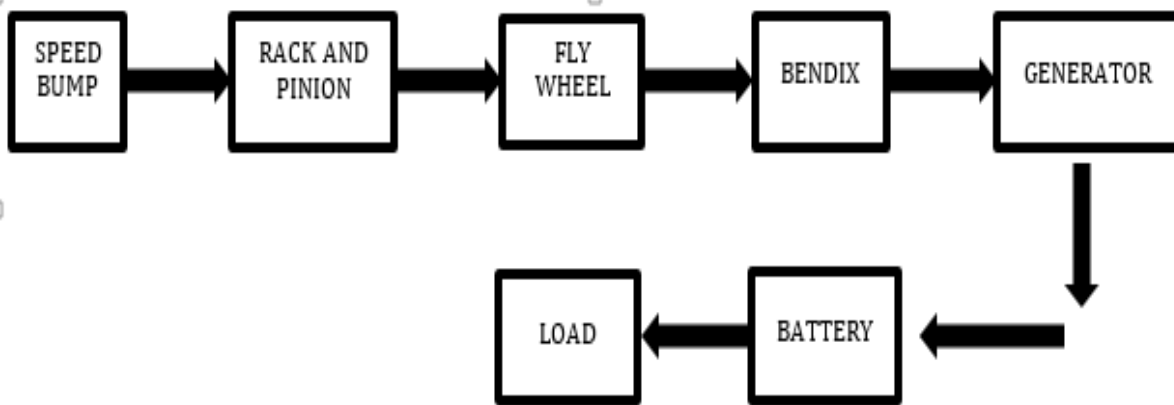 SPEED
BUMP
RACK AND
PINION
FLY
WHEEL
BENDIX
GENERATOR
LOAD
BATTERY